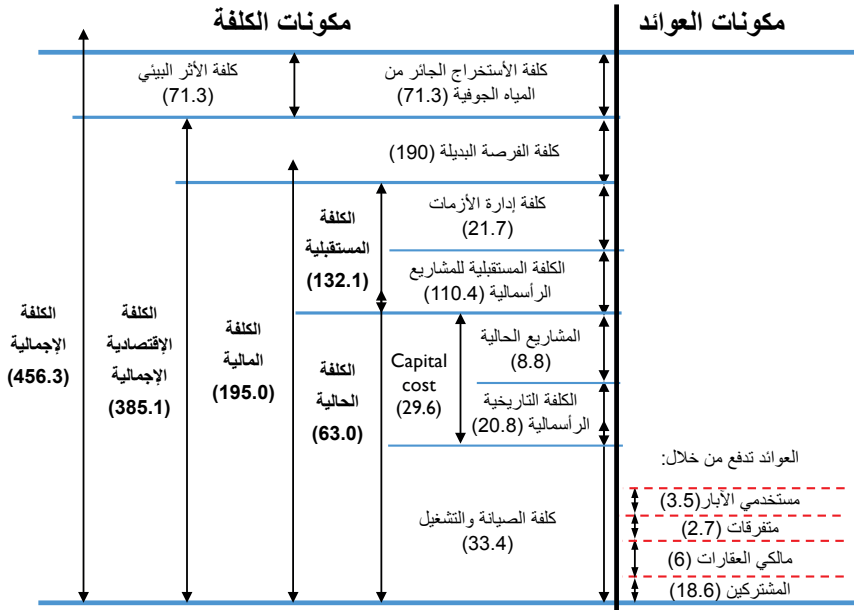 مكونات العوائد
مكونات الكلفة
كلفة الأستخراج الجائر من
المياه الجوفية (71.3)
كلفة الأثر البيئي
(71.3)
كلفة الفرصة البديلة (190)
كلفة إدارة الأزمات
(21.7)
الكلفة
المستقبلية
(132.1)
الكلفة المستقبلية للمشاريع
الرأسمالية (110.4)
المشاريع الحالية
(8.8)
الكلفة التاريخية
الرأسمالية (20.8)
Capital
cost
(29.6)
الكلفة
الحالية
(63.0)
الكلفة
المالية
(195.0)
الكلفة
الإقتصادية
الإجمالية
(385.1)
الكلفة
الإجمالية
(456.3)
كلفة الصيانة والتشغيل
(33.4)
العوائد تدفع من خلال:
مستخدمي الآبار(3.5)
متفرقات (2.7)
مالكي العقارات (6)
المشتركين (18.6)